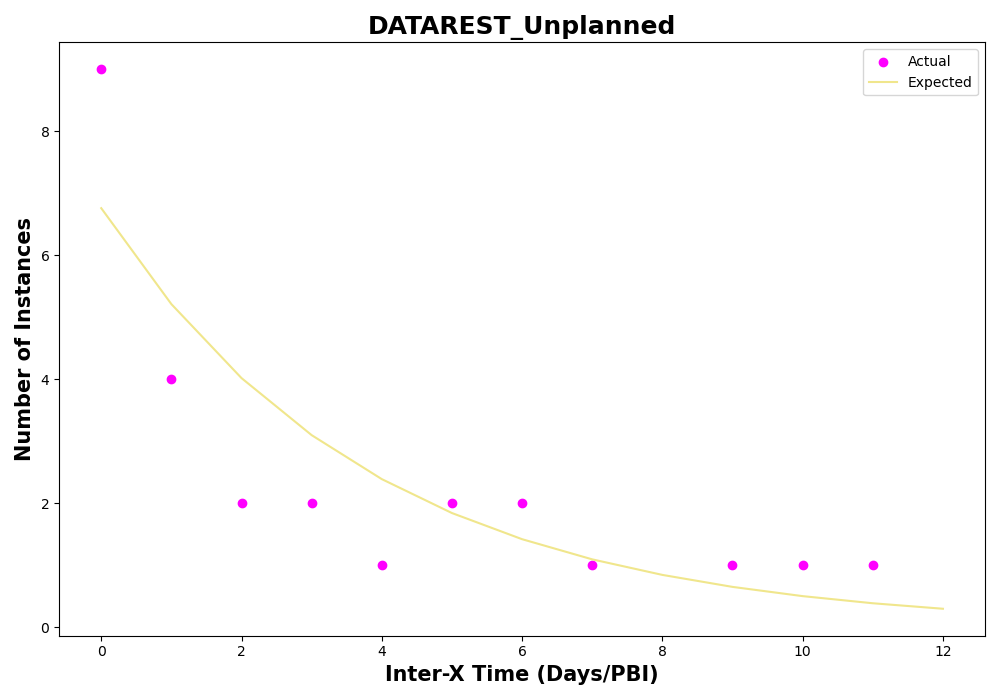 DATAREST_Unplanned
Actual
Expected
Number of Instances
8
6
4
2
0
0 2 4 6 8 10 12
Inter-X Time (Days/PBI)